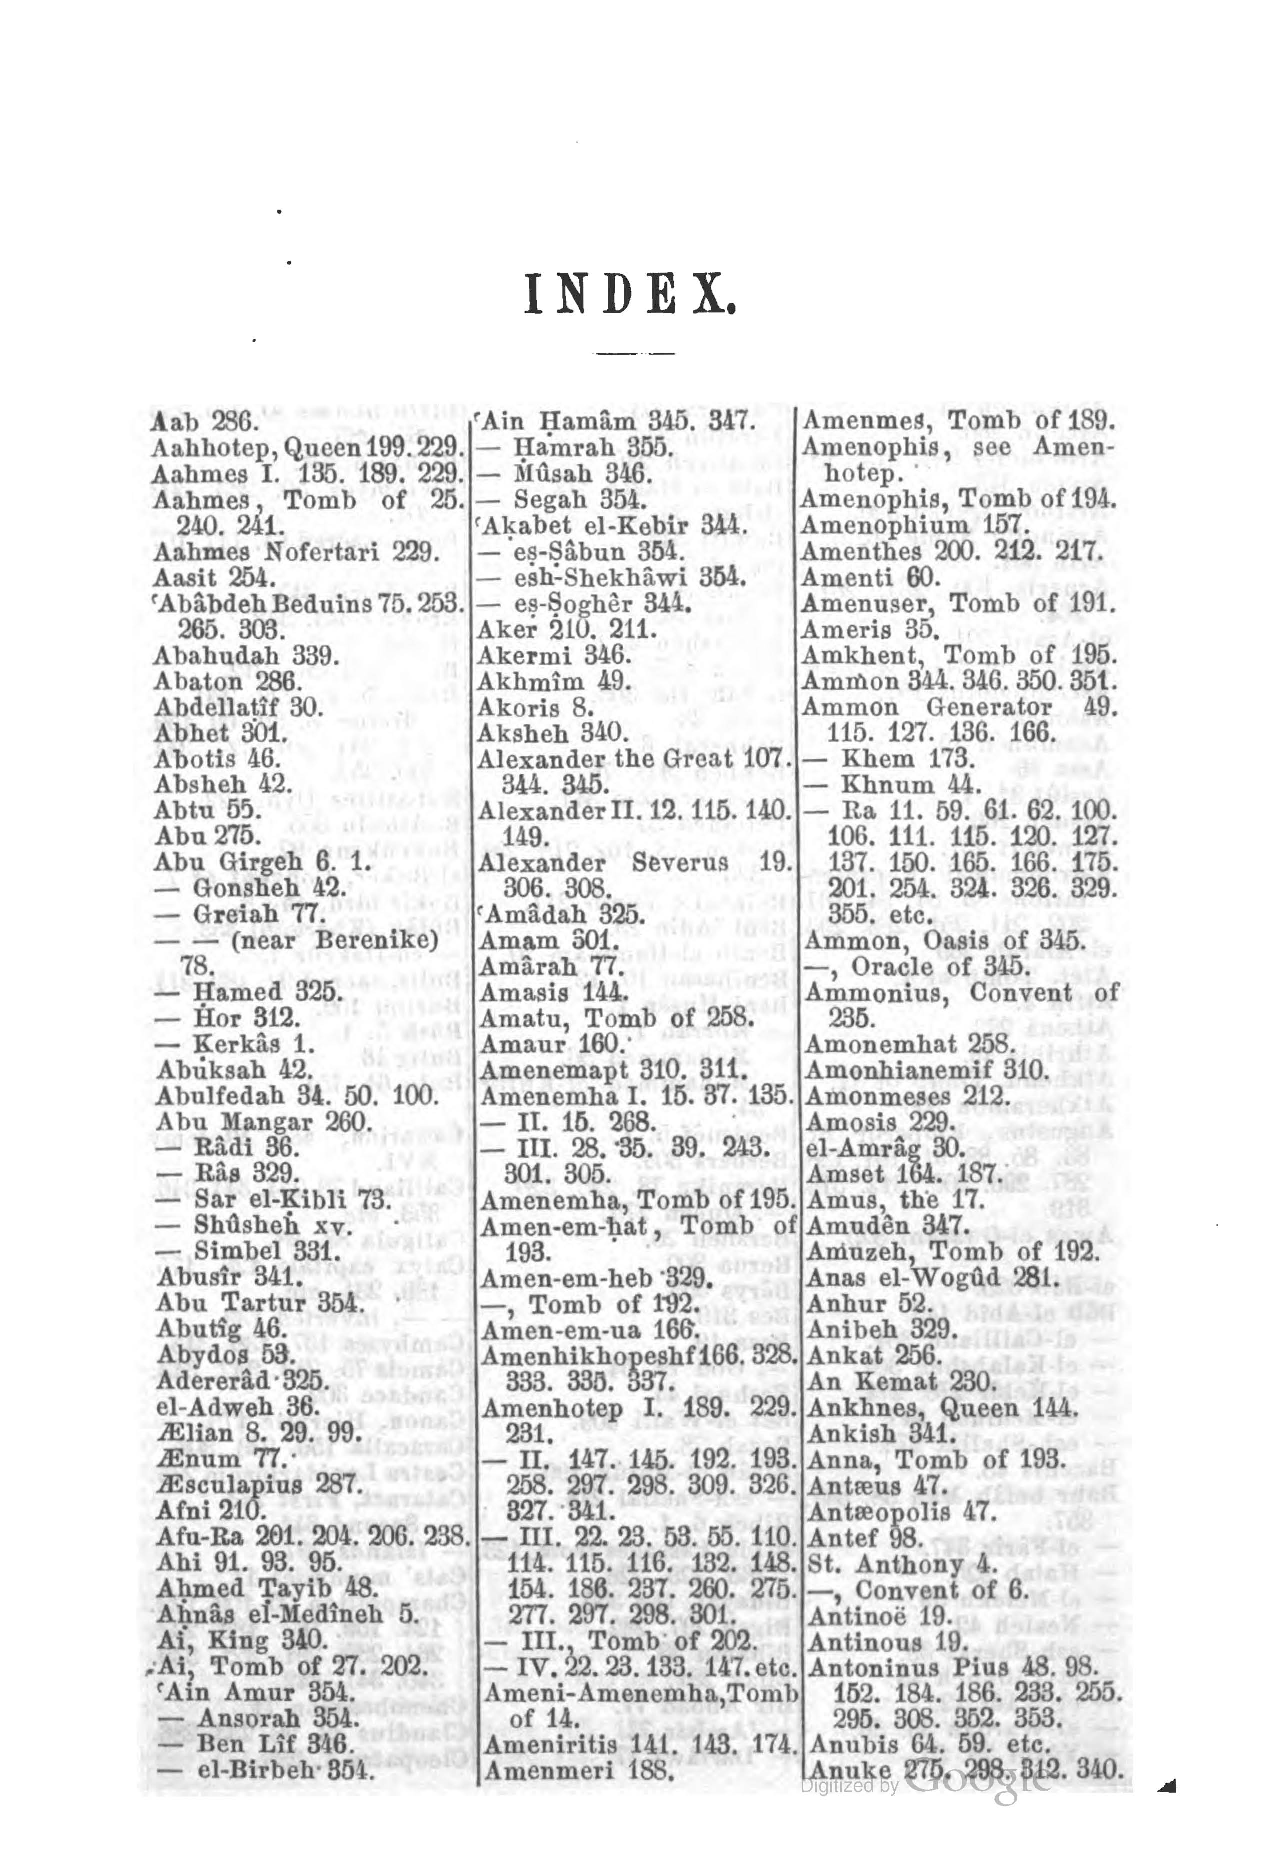 INDEX.
Aab 286.
Aahhotep, Queen 199. 229.
Aahmes I. 135. 189. 229.
Aahmes, Tomb of 25.
240. 241.
Aahmes Nofertari 229.
Aasit 254.
ʿAbâbdeh Beduins 75. 253.
265. 303.
Abahudah 339.
Abaton 286.
Abdellatîf 30.
Abhet 301.
Abotis 46.
Absheh 42.
Abtu 55.
Abu 275.
Abu Girgeh 6. 1.
— Gonsheh 42.
— Greiah 77.
— — (near Berenike)
78.
— Ḥamed 325.
— Hor 312.
— Ḳerkâs 1.
Abuksah 42.
Abulfedah 34. 50. 100.
Abu Mangar 260.
— Râdi 36.
— Râs 329.
— Sar el-Ḳibli 73.
— Shûsheh xv.
— Simbel 331.
Abusîr 341.
Abu Tartur 354.
Abutîg 46.
Abydos 53.
Adererâd 325.
el-Adweh 36.
Ælian 8. 29. 99.
Ænum 77.
Æsculapius 287.
Afni 210.
Afu-Ra 201. 204. 206. 238.
Ahi 91. 93. 95.
Aḥmed Tayib 48.
Aḥnâs el-Medîneh 5.
Ai, King 340.
Ai, Tomb of 27. 202.
ʿAin Amur 354.
— Ansorah 354.
— Ben Lîf 346.
— el-Birbeh 354.
ʿAin Ḥamâm 345. 347.
— Ḥamrah 355.
— Mûsah 346.
— Segah 354.
ʿAḳabet el-Kebir 344.
— eṣ-Ṣâbun 354.
— esh-Shekhâwi 354.
— eṣ-Ṣoghêr 344.
Aker 210. 211.
Akermi 346.
Akhmîm 49.
Akoris 8.
Aksheh 340.
Alexander the Great 107.
344. 345.
Alexander II. 12. 115. 140.
149.
Alexander Severus 19.
306. 308.
ʿAmâdah 325.
Amam 301.
Amârah 77.
Amasis 144.
Amatu, Tomb of 258.
Amaur 160.
Amenemapt 310. 311.
Amenemha I. 15. 37. 135.
— II. 15. 268.
— III. 28. 35. 39. 243.
301. 305.
Amenemha, Tomb of 195.
Amen-em-ḥat, Tomb of
193.
Amen-em-heb 329.
—, Tomb of 192.
Amen-em-ua 166.
Amenhikhopeshf 166. 328.
333. 335. 337.
Amenhotep I. 189. 229.
231.
— II. 147. 145. 192. 193.
258. 297. 298. 309. 326.
327. 341.
— III. 22. 23. 53. 55. 110.
114. 115. 116. 132. 148.
154. 186. 237. 260. 275.
277. 297. 298. 301.
— III., Tomb of 202.
— IV. 22. 23. 133. 147. etc.
Ameni-Amenemha, Tomb
of 14.
Ameniritis 141. 143. 174.
Amenmeri 188.
Amenmes, Tomb of 189.
Amenophis, see Amen-
hotep.
Amenophis, Tomb of 194.
Amenophium 157.
Amenthes 200. 212. 217.
Amenti 60.
Amenuser, Tomb of 191.
Ameris 35.
Amkhent, Tomb of 195.
Ammon 344. 346. 350. 351.
Ammon Generator 49.
115. 127. 136. 166.
— Khem 173.
— Khnum 44.
— Ra 11. 59. 61. 62. 100.
106. 111. 115. 120. 127.
137. 150. 165. 166. 175.
201. 254. 324. 326. 329.
355. etc.
Ammon, Oasis of 345.
—, Oracle of 345.
Ammonius, Convent of
235.
Amonemhat 258.
Amonhianemif 310.
Amonmeses 212.
Amosis 229.
el-Amrâg 30.
Amset 164. 187.
Amus, the 17.
Amudên 347.
Amuzeh, Tomb of 192.
Anas el-Wogûd 281.
Anhur 52.
Anibeh 329.
Ankat 256.
An Kemat 230.
Ankhnes, Queen 144.
Ankish 341.
Anna, Tomb of 193.
Antæus 47.
Antæopolis 47.
Antef 98.
St. Anthony 4.
—, Convent of 6.
Antinoë 19.
Antinous 19.
Antoninus Pius 48. 98.
152. 184. 186. 233. 255.
295. 308. 352. 353.
Anubis 64. 59. etc.
Anuke 275. 298. 312. 340.
Digitized by Google